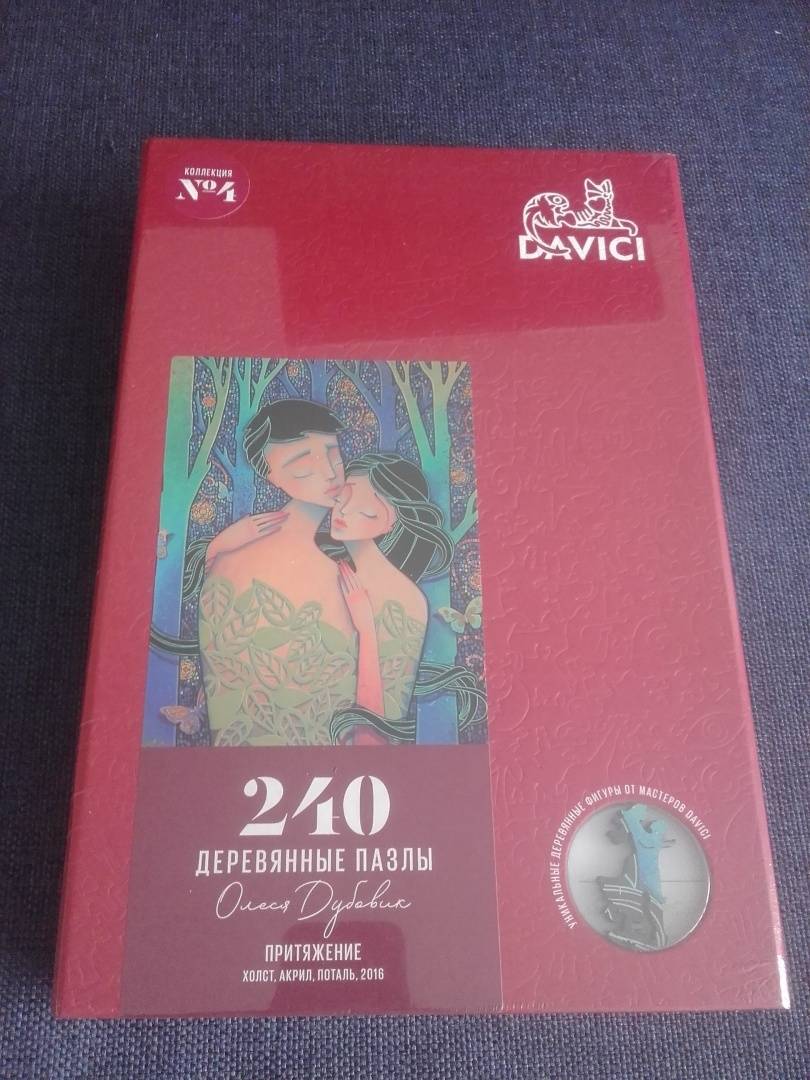 КОЛЛЕКЦИЯ
№4
DAVICI
240
ДЕРЕВЯННЫЕ ПАЗЛЫ
Олеся Дубовик
ПРИТЯЖЕНИЕ
ХОЛСТ, АКРИЛ, ПОТАЛЬ, 2016
УНИКАЛЬНЫЕ ДЕРЕВЯННЫЕ ФИГУРЫ ОТ МАСТЕРОВ DAVICI